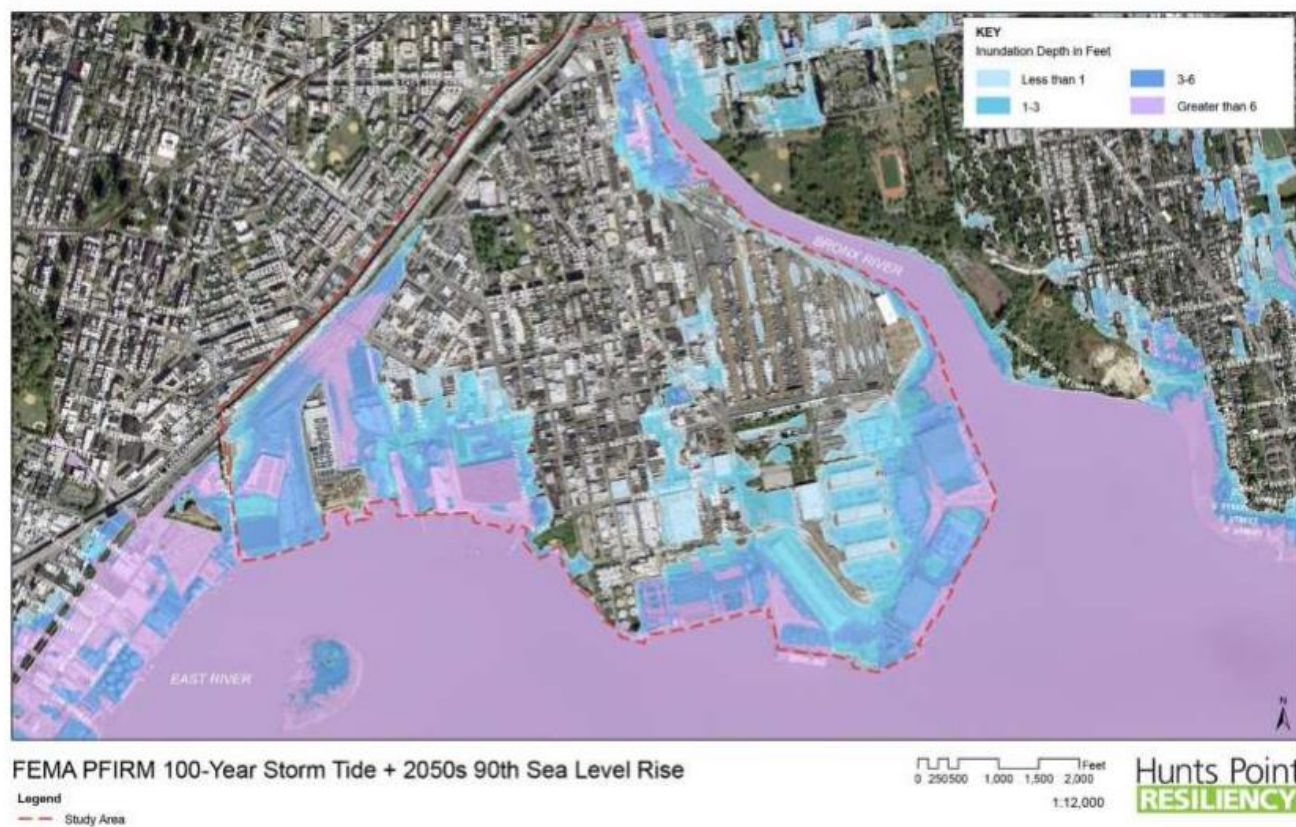 KEY
Inundation Depth in Feet
Less than 1
3-6
1-3
Greater than 6
BRONX RIVER
EAST RIVER
N
FEMA PFIRM 100-Year Storm Tide + 2050s 90th Sea Level Rise
Legend
Study Area
Feet
0 250 500 1,000 1,500 2,000
1:12,000
Hunts Point
RESILIENCY